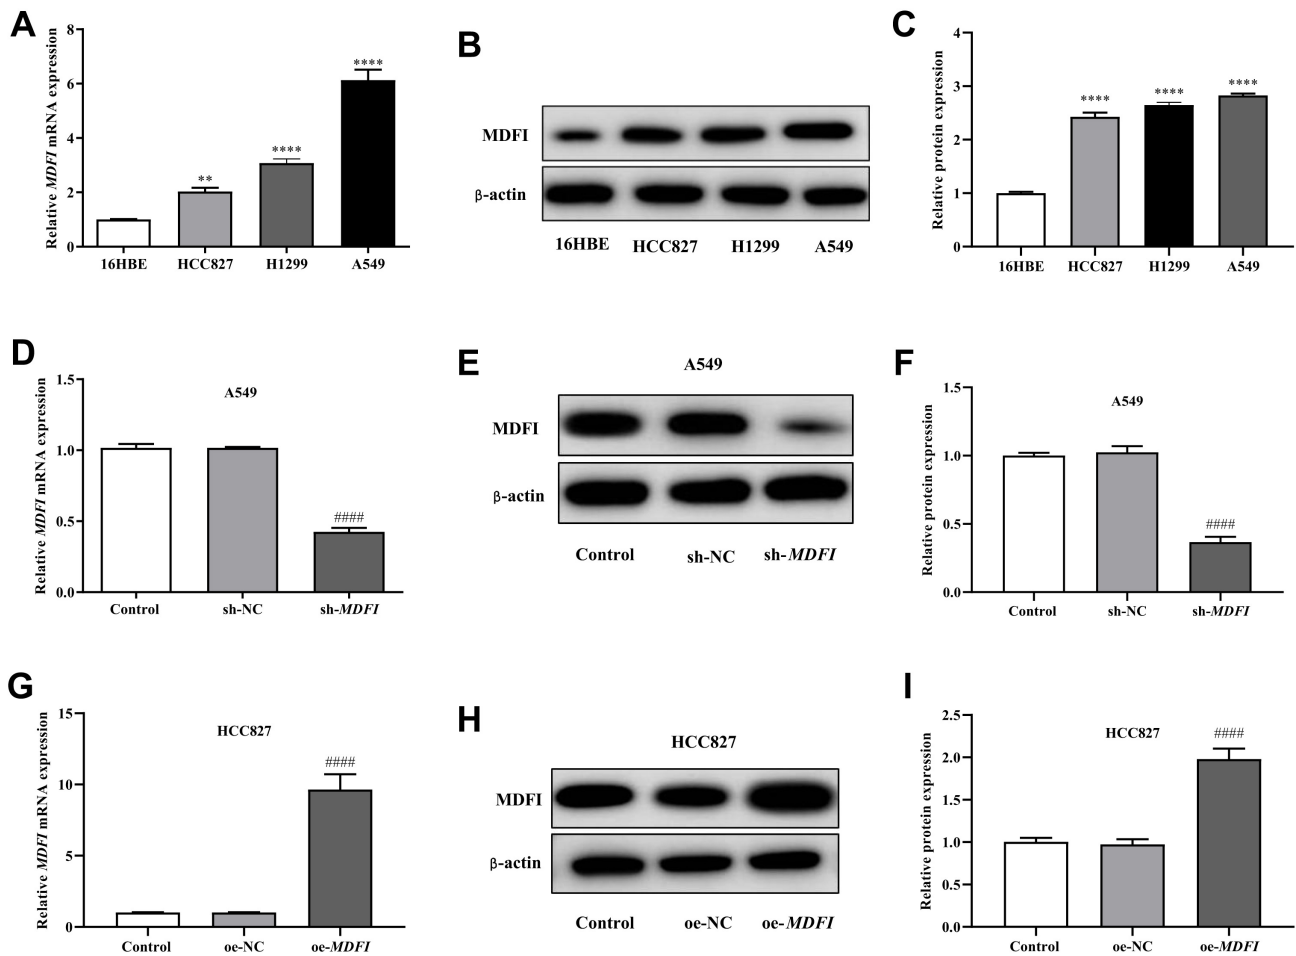 A
Relative MDFI mRNA expression
8
6
4
2
0
**
****
****
16HBE HCC827 H1299 A549
B
MDFI
β-actin
16HBE HCC827 H1299 A549
C
Relative protein expression
4
3
2
1
0
****
****
****
16HBE HCC827 H1299 A549
D
Relative MDFI mRNA expression
A549
1.5
1.0
0.5
0.0
####
Control sh-NC sh-MDFI
E
A549
MDFI
β-actin
Control sh-NC sh-MDFI
F
Relative protein expression
A549
1.5
1.0
0.5
0.0
####
Control sh-NC sh-MDFI
G
Relative MDFI mRNA expression
HCC827
15
10
5
0
####
Control oe-NC oe-MDFI
H
HCC827
MDFI
β-actin
Control oe-NC oe-MDFI
I
Relative protein expression
HCC827
2.5
2.0
1.5
1.0
0.5
0.0
####
Control oe-NC oe-MDFI